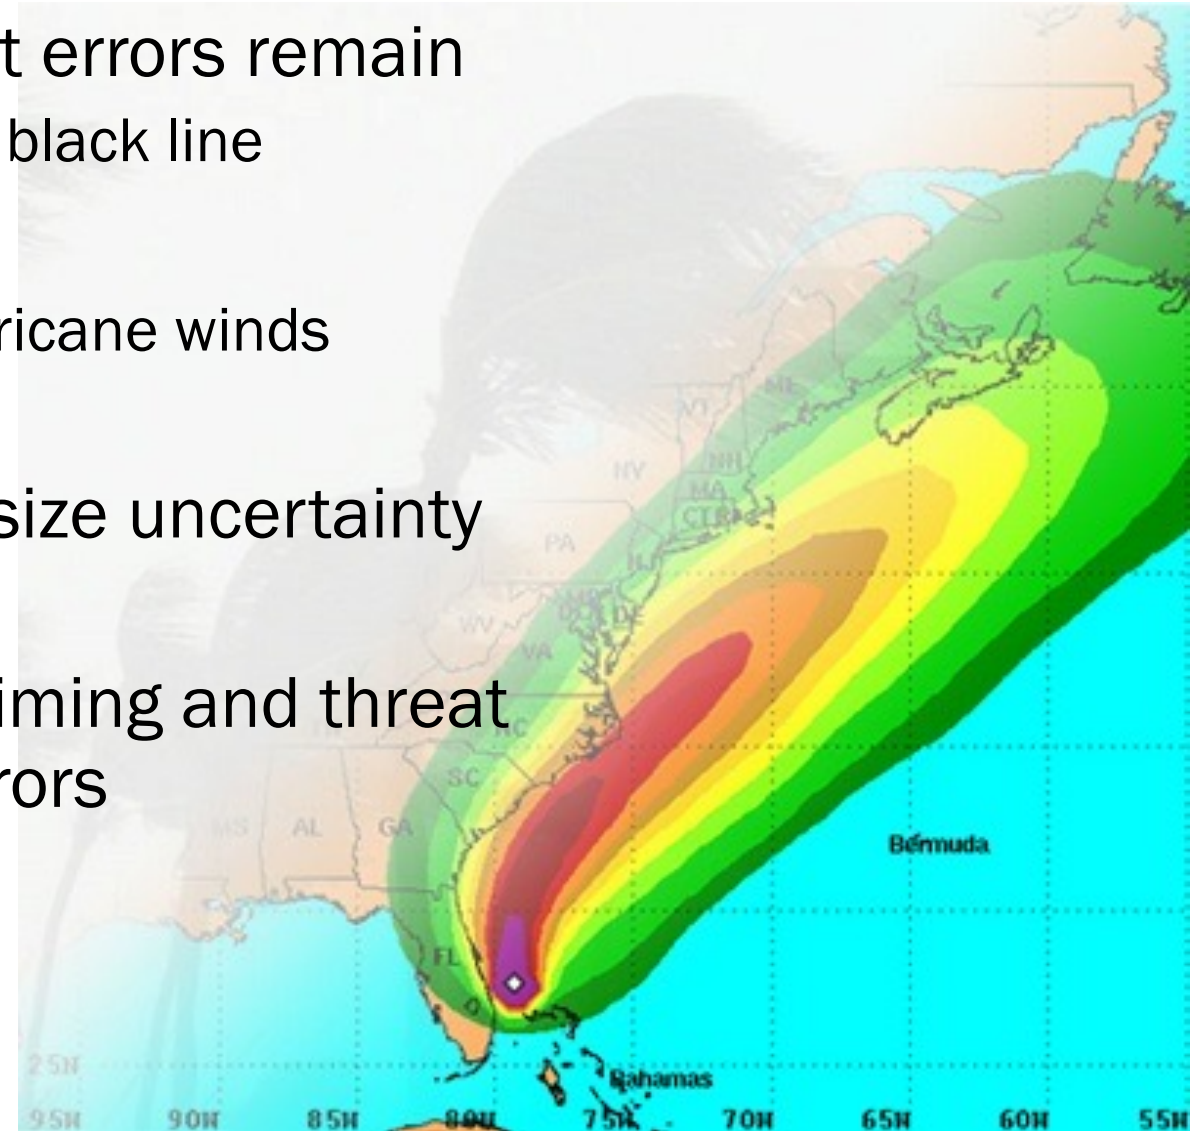 t errors remain
black line
ricane winds
size uncertainty
iming and threat
rors
ME
VT
NH
NY
MA
CT RI
PA
NJ
MD
DE
WV
VA
NC
SC
MS AL GA
Bermuda
FL
25N
Bahamas
95W 90W 85W 80W 75W 70W 65W 60W 55W